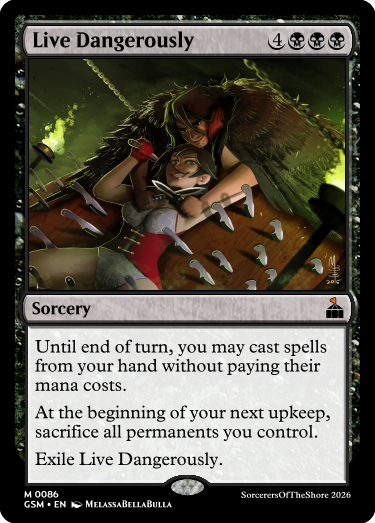 Live Dangerously 4
Sorcery
Until end of turn, you may cast spells
from your hand without paying their
mana costs.
At the beginning of your next upkeep,
sacrifice all permanents you control.
Exile Live Dangerously.
M 0086
GSM • EN MelassaBellaBulla
SorcerersOfTheShore 2026